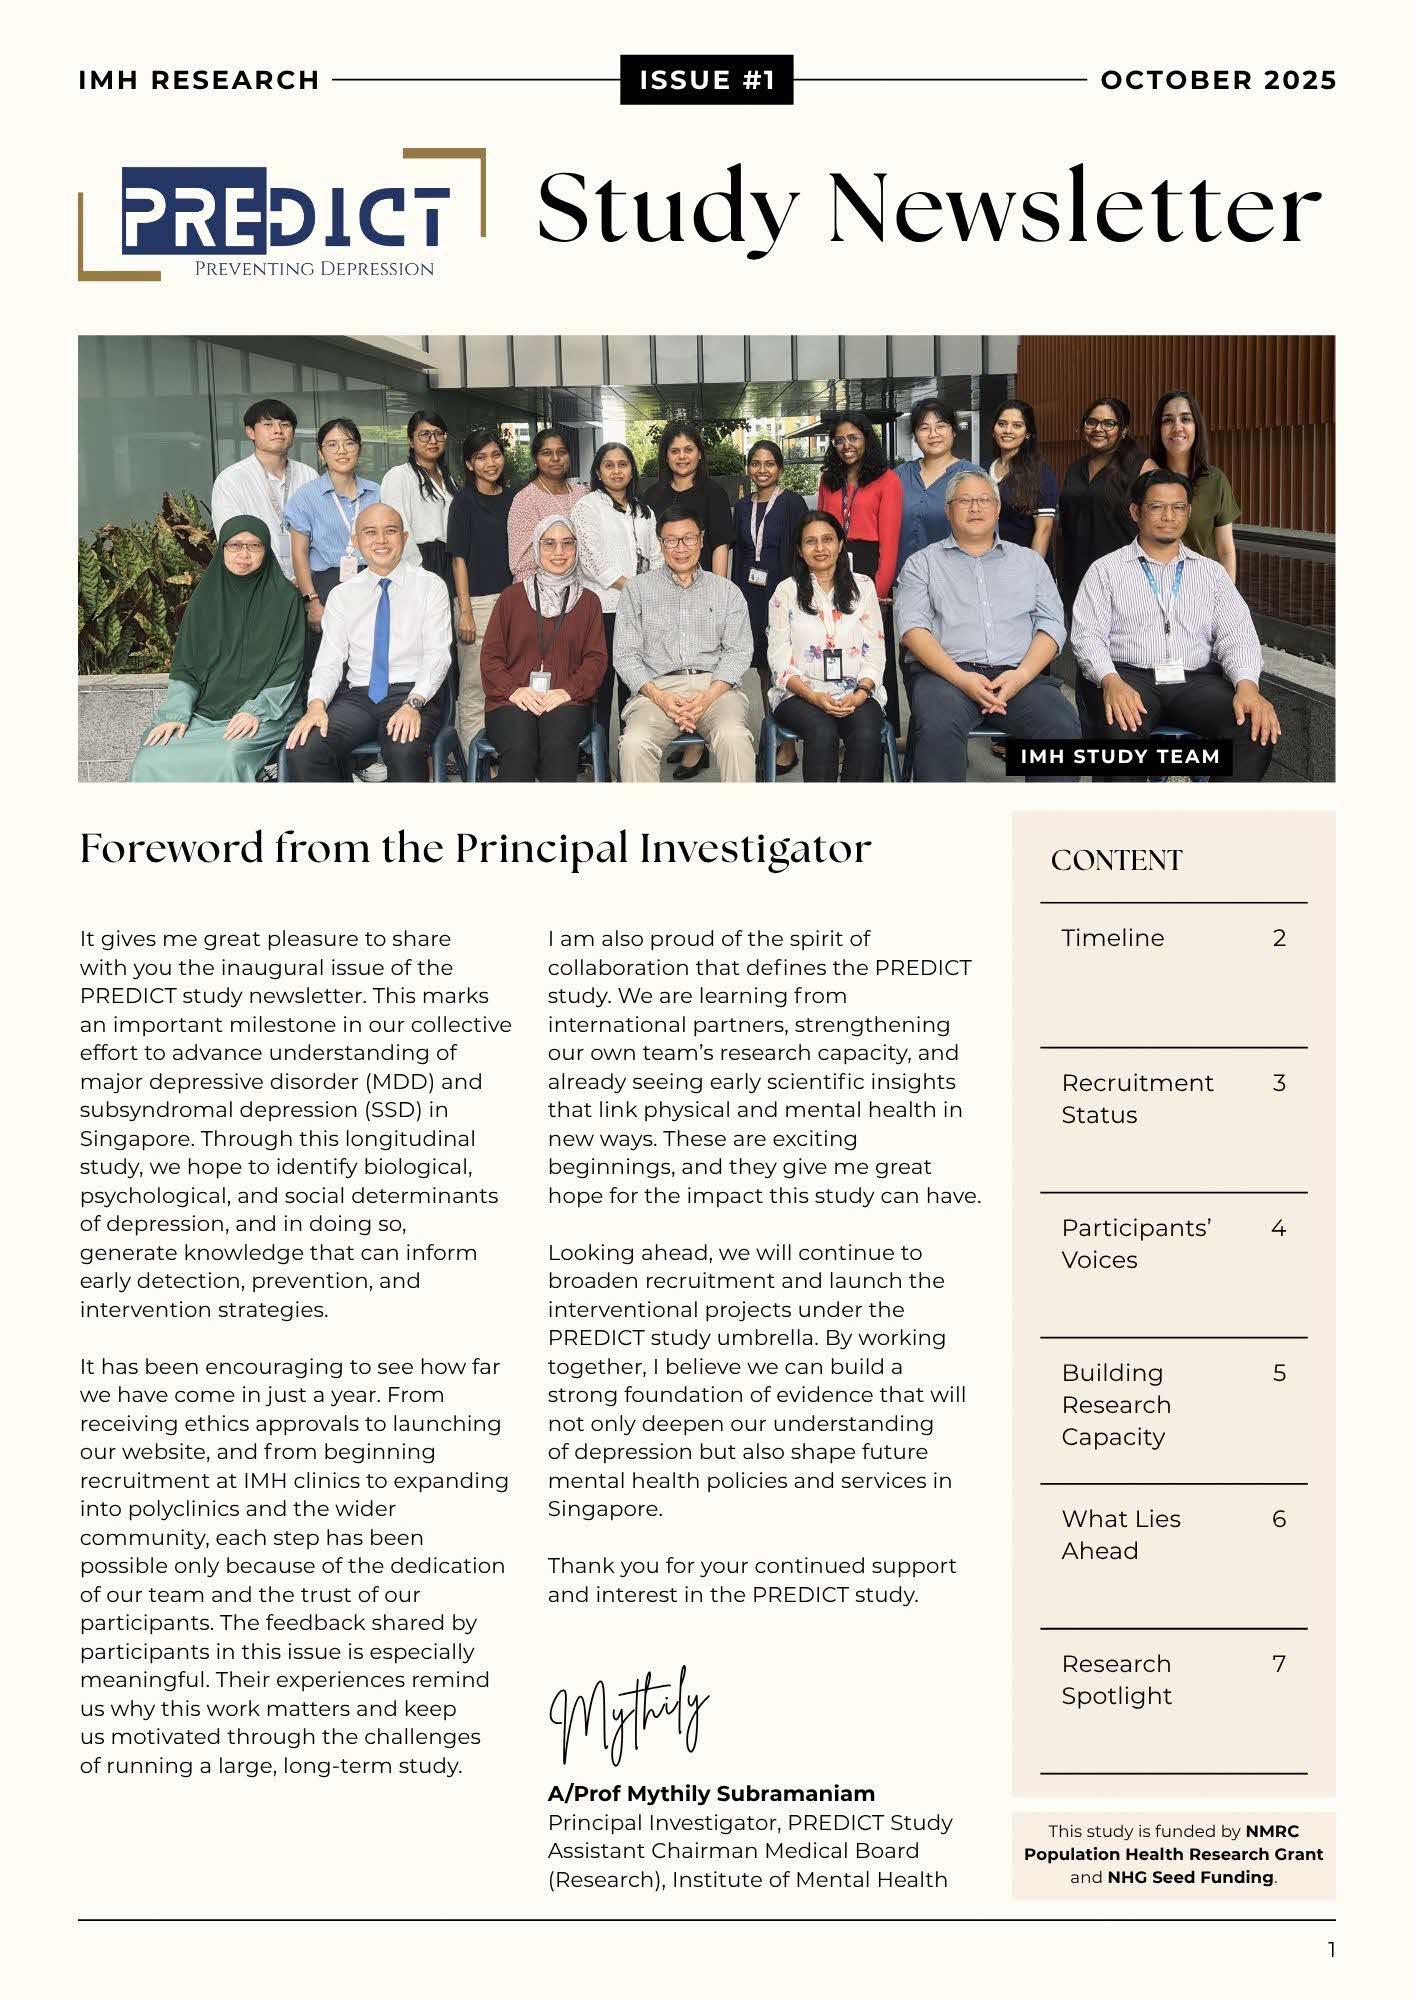 IMH RESEARCH
ISSUE #1
OCTOBER 2025
PREDICT
PREVENTING DEPRESSION
Study Newsletter
IMH STUDY TEAM
Foreword from the Principal Investigator
It gives me great pleasure to share
with you the inaugural issue of the
PREDICT study newsletter. This marks
an important milestone in our collective
effort to advance understanding of
major depressive disorder (MDD) and
subsyndromal depression (SSD) in
Singapore. Through this longitudinal
study, we hope to identify biological,
psychological, and social determinants
of depression, and in doing so,
generate knowledge that can inform
early detection, prevention, and
intervention strategies.
It has been encouraging to see how far
we have come in just a year. From
receiving ethics approvals to launching
our website, and from beginning
recruitment at IMH clinics to expanding
into polyclinics and the wider
community, each step has been
possible only because of the dedication
of our team and the trust of our
participants. The feedback shared by
participants in this issue is especially
meaningful. Their experiences remind
us why this work matters and keep
us motivated through the challenges
of running a large, long-term study.
I am also proud of the spirit of
collaboration that defines the PREDICT
study. We are learning from
international partners, strengthening
our own team’s research capacity, and
already seeing early scientific insights
that link physical and mental health in
new ways. These are exciting
beginnings, and they give me great
hope for the impact this study can have.
Looking ahead, we will continue to
broaden recruitment and launch the
interventional projects under the
PREDICT study umbrella. By working
together, I believe we can build a
strong foundation of evidence that will
not only deepen our understanding
of depression but also shape future
mental health policies and services in
Singapore.
Thank you for your continued support
and interest in the PREDICT study.
Mythily
A/Prof Mythily Subramaniam
Principal Investigator, PREDICT Study
Assistant Chairman Medical Board
(Research), Institute of Mental Health
CONTENT
Timeline 2
Recruitment 3
Status
Participants’ 4
Voices
Building 5
Research
Capacity
What Lies 6
Ahead
Research 7
Spotlight
This study is funded by NMRC
Population Health Research Grant
and NHG Seed Funding.
1